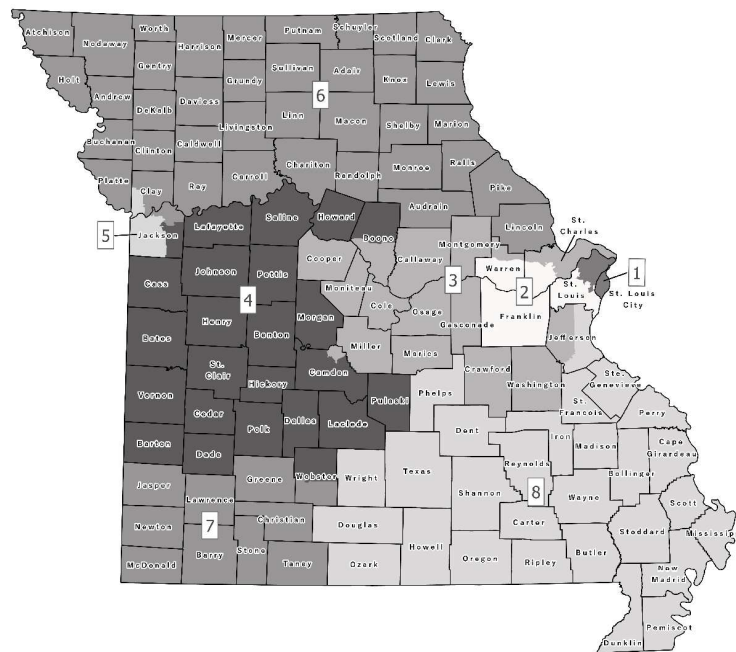 Atchison
Nodaway
Worth
Harrison
Mercer
Putnam
Schuyler
Scotland
Clark
Gentry
Sullivan
Adair
Knox
Lewis
Holt
Andrew
DeKalb
Daviess
Grundy
6
Linn
Macon
Shelby
Marion
Buchanan
Clinton
Caldwell
Livingston
Chariton
Randolph
Monroe
Ralls
Platte
Clay
Ray
Carroll
Pike
Audrain
5
Jackson
Lafayette
Saline
Howard
Boone
Callaway
Montgomery
Lincoln
St.
Charles
Cass
Johnson
Pettis
Cooper
Moniteau
3
Warren
2
St.
Louis
1
St. Louis
City
4
Cole
Osage
Gasconade
Franklin
Bates
Henry
Benton
Morgan
Miller
Maries
Jefferson
St.
Clair
Hickory
Camden
Crawford
Washington
Ste.
Genevieve
Vernon
Cedar
Polk
Dallas
Laclede
Pulaski
Phelps
St.
Francois
Perry
Barton
Dade
Dent
Iron
Madison
Cape
Girardeau
Jasper
Lawrence
Greene
Webster
Wright
Texas
Reynolds
Bollinger
Newton
7
Christian
Douglas
Shannon
8
Wayne
Scott
Mississippi
Carter
Stoddard
McDonald
Barry
Stone
Taney
Ozark
Howell
Oregon
Ripley
Butler
New
Madrid
Dunklin
Pemiscot